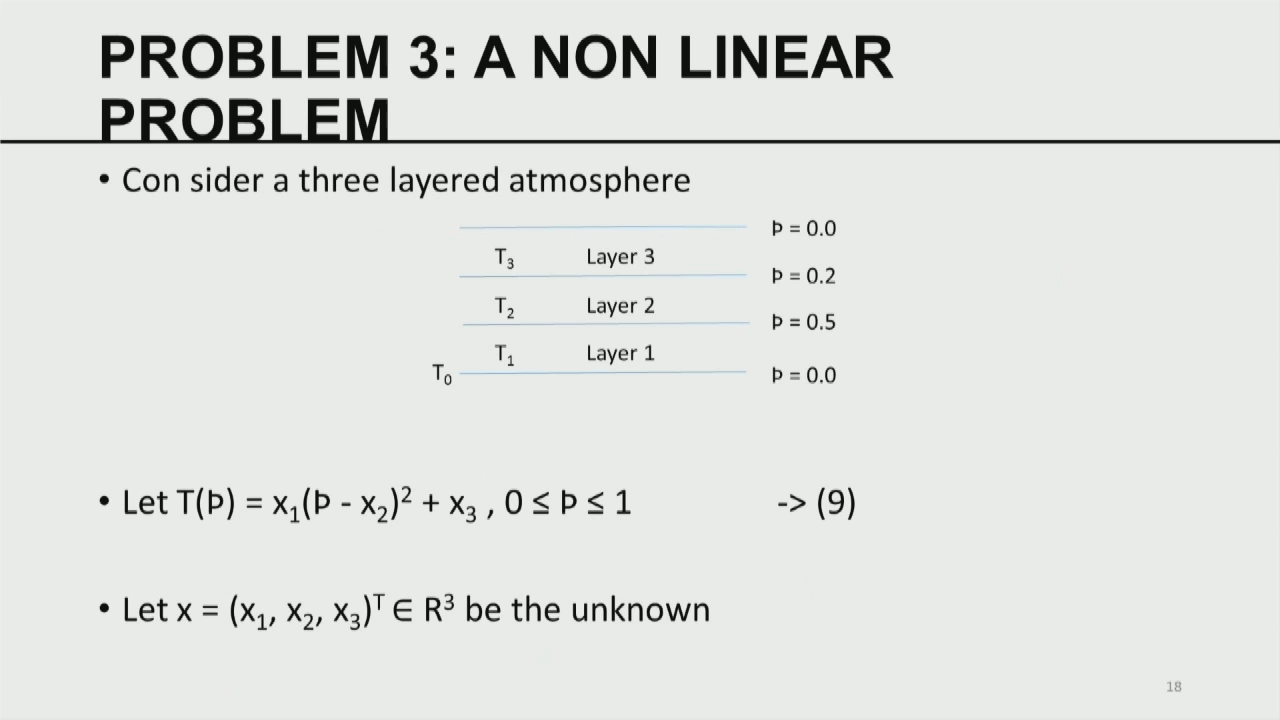 PROBLEM 3: A NON LINEAR
PROBLEM
• Con sider a three layered atmosphere
Þ = 0.0
T₃ Layer 3
Þ = 0.2
T₂ Layer 2
Þ = 0.5
T₁ Layer 1
T₀ Þ = 0.0
• Let T(Þ) = x₁(Þ - x₂)² + x₃ , 0 ≤ Þ ≤ 1 -> (9)
• Let x = (x₁, x₂, x₃)ᵀ ∈ R³ be the unknown
18